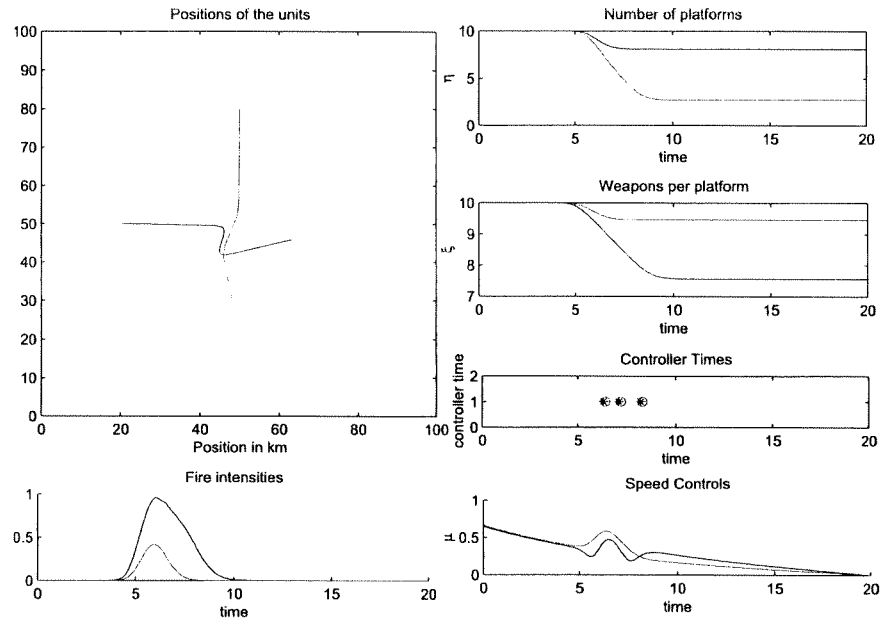 Positions of the units
100
90
80
70
60
50
40
30
20
10
0
0 20 40 60 80 100
Position in km
Number of platforms
10
5
0
η
0 5 10 15 20
time
Weapons per platform
10
9
8
7
ξ
0 5 10 15 20
time
Controller Times
2
1
0
controller time
0 5 10 15 20
time
Fire intensities
1
0.5
0
0 5 10 15 20
time
Speed Controls
1
0.5
0
μ
0 5 10 15 20
time